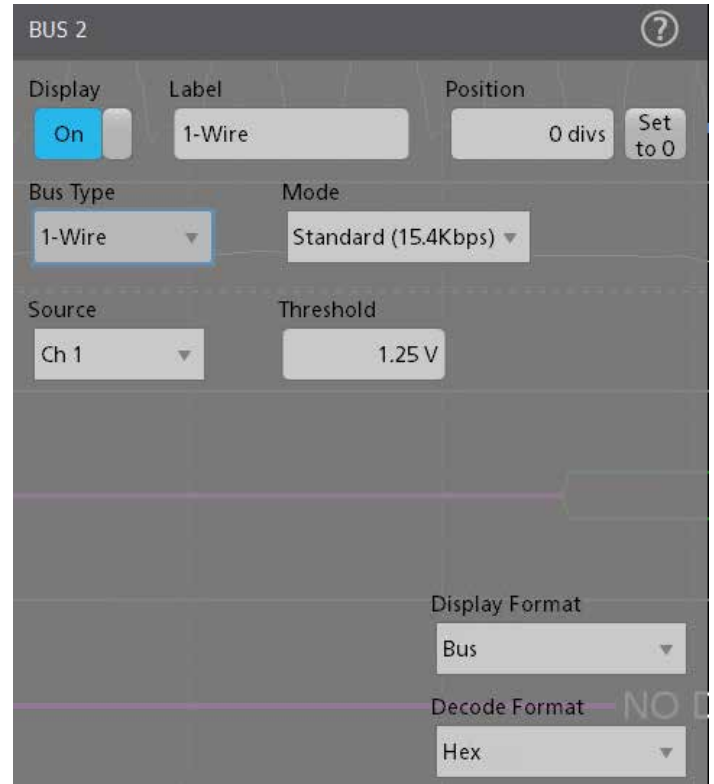 BUS 2 ?
Display Label Position
On 1-Wire 0 divs Set to 0
Bus Type Mode
1-Wire Standard (15.4Kbps)
Source Threshold
Ch 1 1.25 V
Display Format
Bus
Decode Format NO
Hex